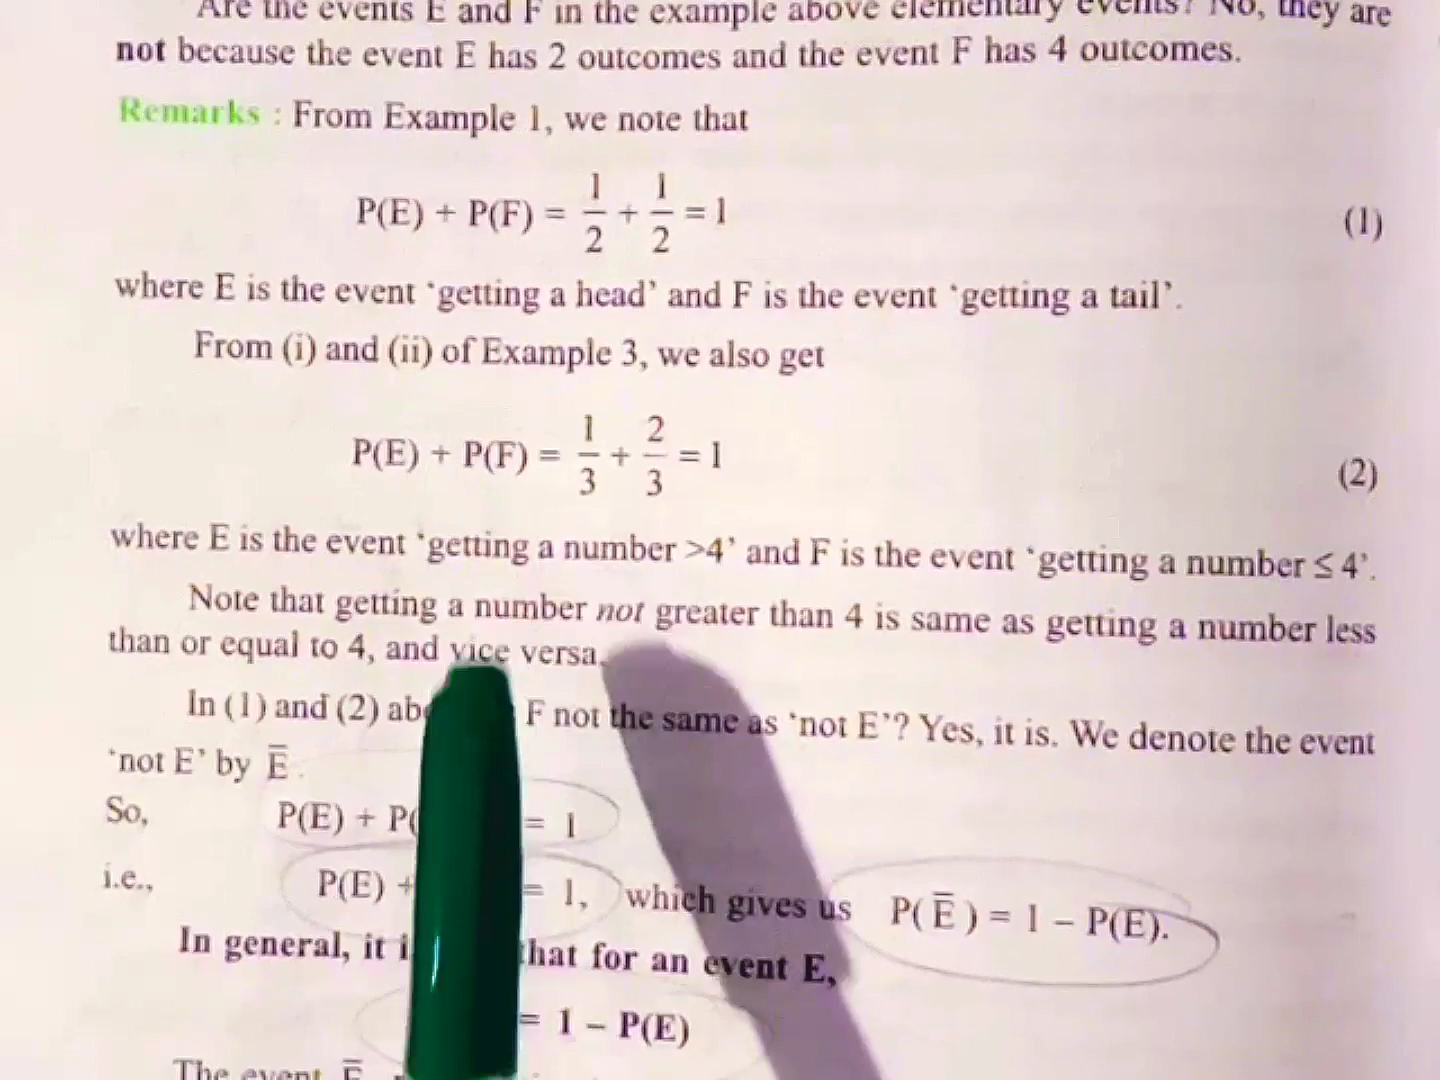 Are the events E and F in the example above elementary events? No, they are
not because the event E has 2 outcomes and the event F has 4 outcomes.
Remarks : From Example 1, we note that
P(E) + P(F) = 1/2 + 1/2 = 1 (1)
where E is the event ‘getting a head’ and F is the event ‘getting a tail’.
From (i) and (ii) of Example 3, we also get
P(E) + P(F) = 1/3 + 2/3 = 1 (2)
where E is the event ‘getting a number >4’ and F is the event ‘getting a number ≤ 4’.
Note that getting a number not greater than 4 is same as getting a number less
than or equal to 4, and vice versa.
In (1) and (2) F not the same as ‘not E’? Yes, it is. We denote the event
‘not E’ by E̅.
So, P(E) + P( = 1
i.e., P(E) + = 1, which gives us P( E̅ ) = 1 – P(E).
In general, it hat for an event E,
= 1 – P(E)
The event E̅